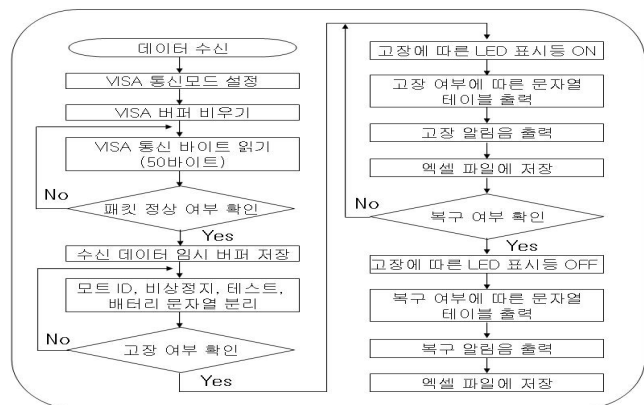 데이터 수신
VISA 통신모드 설정
VISA 버퍼 비우기
VISA 통신 바이트 읽기
(50바이트)
No
패킷 정상 여부 확인
Yes
수신 데이터 임시 버퍼 저장
모트 ID, 비상정지, 테스트,
배터리 문자열 분리
No
고장 여부 확인
Yes
고장에 따른 LED 표시등 ON
고장 여부에 따른 문자열
테이블 출력
고장 알림음 출력
엑셀 파일에 저장
No
복구 여부 확인
Yes
고장에 따른 LED 표시등 OFF
복구 여부에 따른 문자열
테이블 출력
복구 알림음 출력
엑셀 파일에 저장